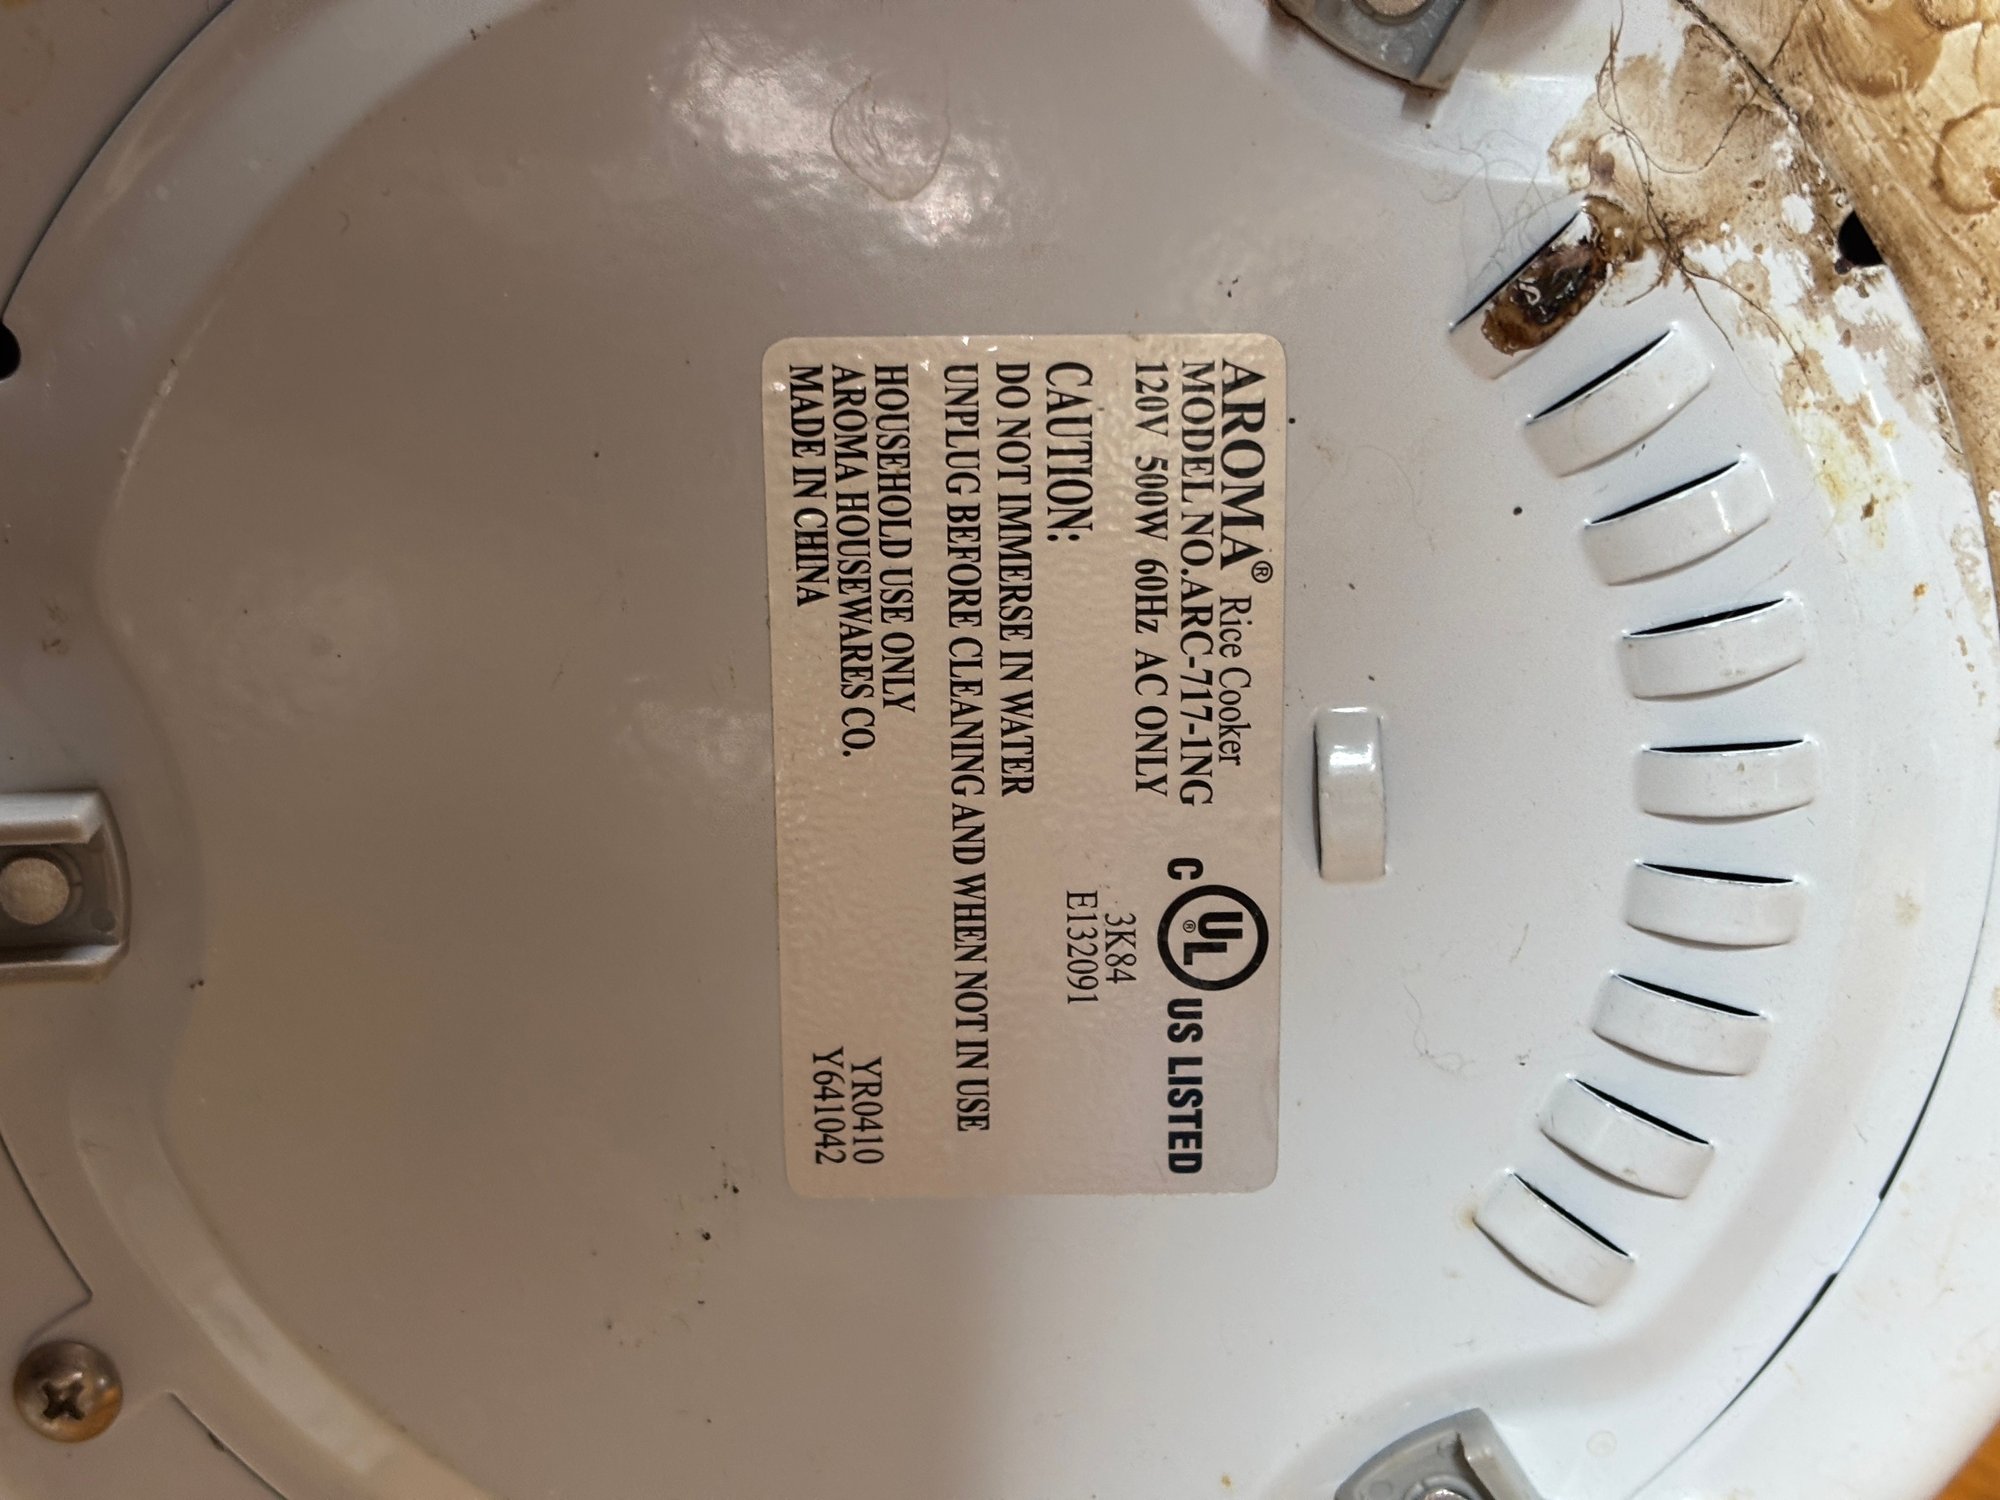 AROMA® Rice Cooker
MODEL NO.ARC-717-1NG
120V 500W 60Hz AC ONLY
C UL® US LISTED
3K84
E132091
CAUTION:
DO NOT IMMERSE IN WATER
UNPLUG BEFORE CLEANING AND WHEN NOT IN USE
HOUSEHOLD USE ONLY
AROMA HOUSEWARES CO.
MADE IN CHINA
YR0410
Y641042